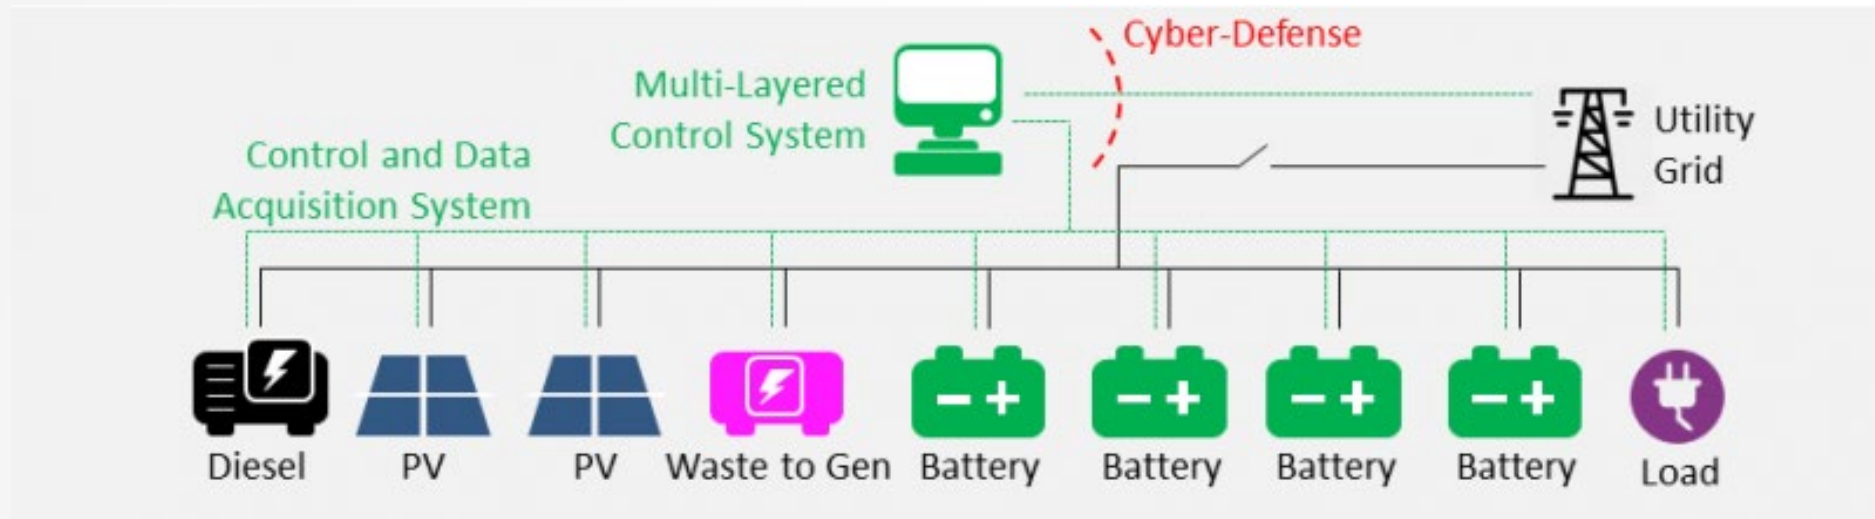 Cyber-Defense
Multi-Layered
Control System
Utility
Grid
Control and Data
Acquisition System
Diesel
PV
PV
Waste to Gen
Battery
Battery
Battery
Battery
Load